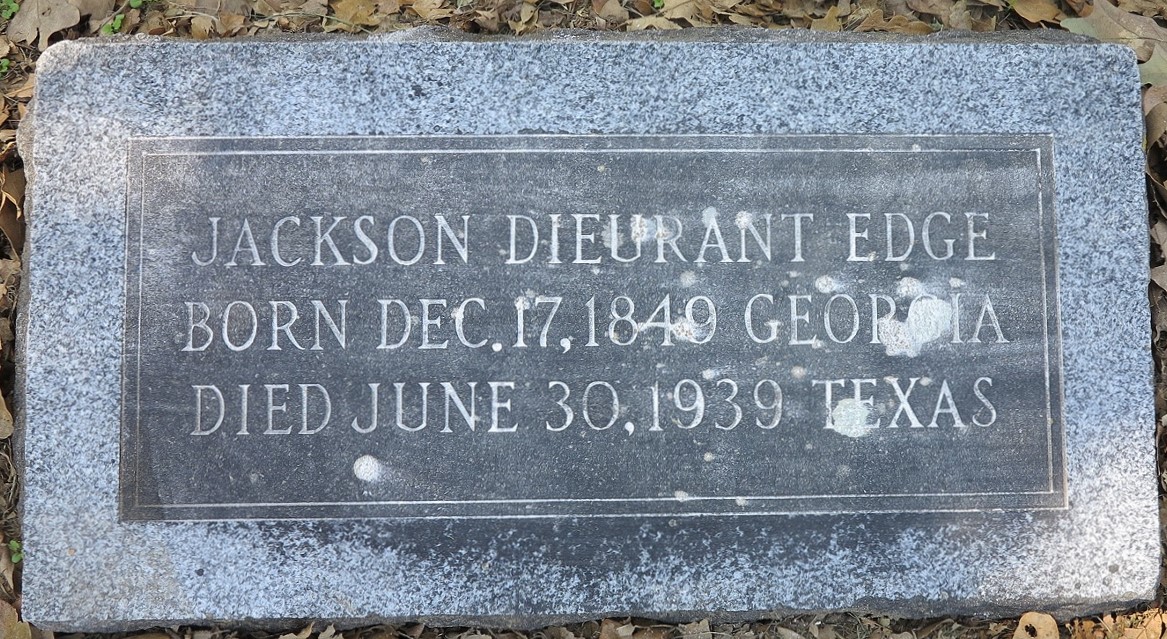 JACKSON DIEURANT EDGE
BORN DEC. 17, 1849 GEORGIA
DIED JUNE 30, 1939 TEXAS